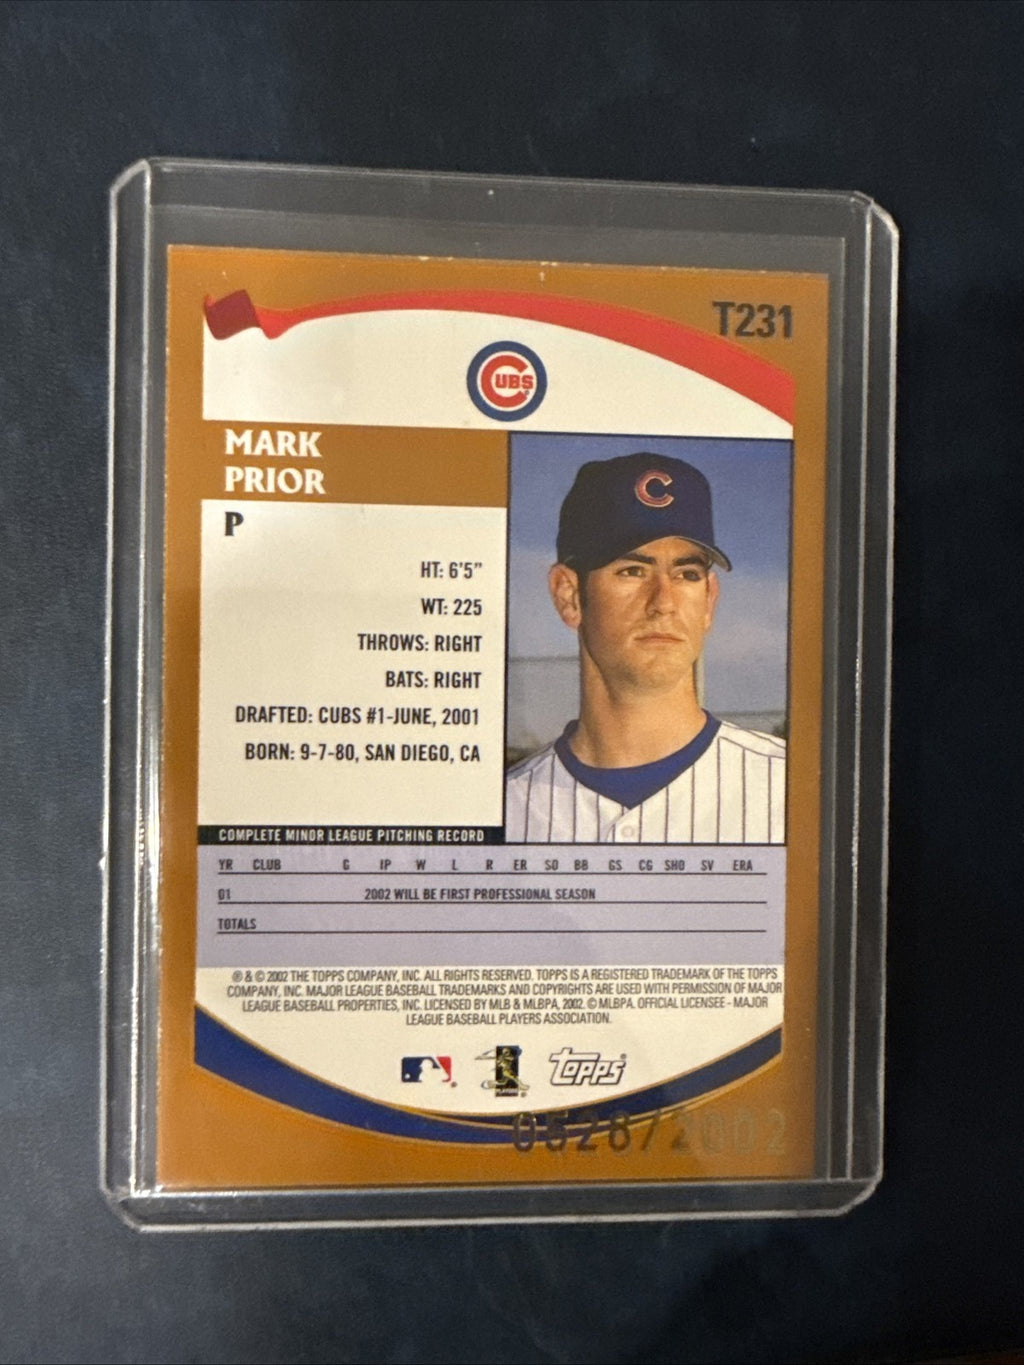 T231
CUBS
MARK
PRIOR
C
P
HT: 6'5"
WT: 225
THROWS: RIGHT
BATS: RIGHT
DRAFTED: CUBS #1-JUNE, 2001
BORN: 9-7-80, SAN DIEGO, CA
COMPLETE MINOR LEAGUE PITCHING RECORD
YR CLUB G IP W L R ER SO BB GS CG SHO SV ERA
01 2002 WILL BE FIRST PROFESSIONAL SEASON
TOTALS
® & © 2002 THE TOPPS COMPANY, INC. ALL RIGHTS RESERVED. TOPPS IS A REGISTERED TRADEMARK OF THE TOPPS
COMPANY, INC. MAJOR LEAGUE BASEBALL TRADEMARKS AND COPYRIGHTS ARE USED WITH PERMISSION OF MAJOR
LEAGUE BASEBALL PROPERTIES, INC. LICENSED BY MLB & MLBPA, 2002. © MLBPA. OFFICIAL LICENSEE - MAJOR
LEAGUE BASEBALL PLAYERS ASSOCIATION.
topps
0528/2002